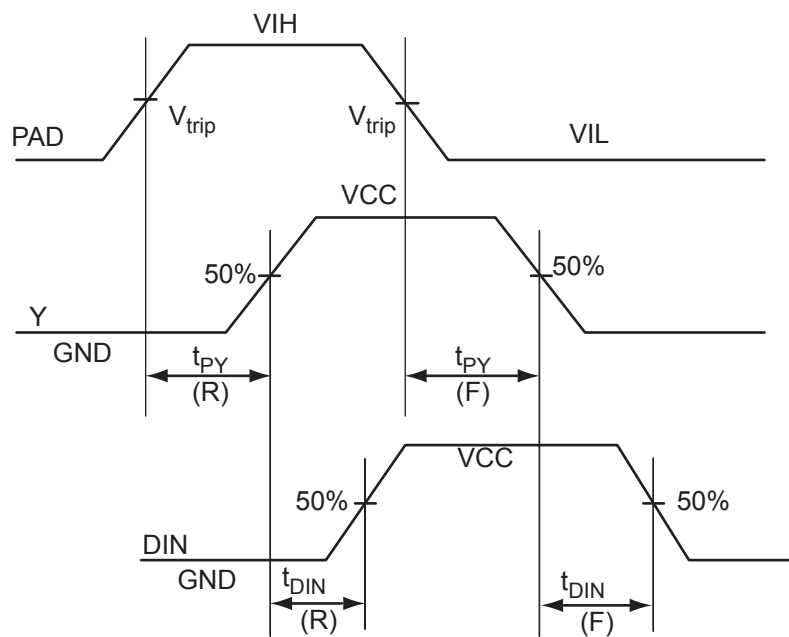 VIH
PAD
V_trip
V_trip
VIL
VCC
50%
50%
Y
GND
t_PY
(R)
t_PY
(F)
VCC
50%
50%
DIN
GND
t_DIN
(R)
t_DIN
(F)